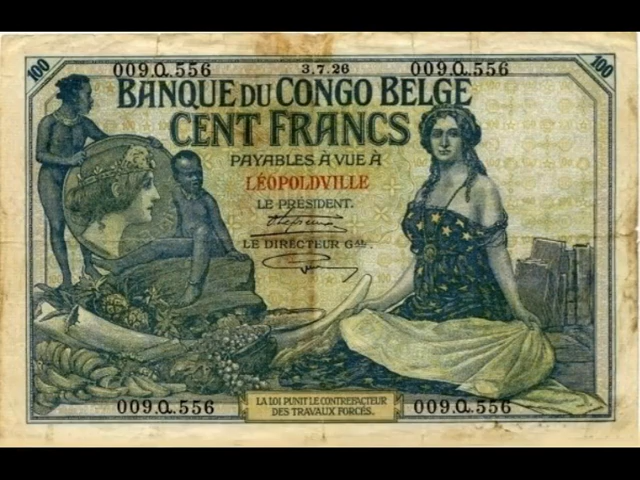 100
009.Q.556 3.7.26 009.Q.556
100
BANQUE DU CONGO BELGE
CENT FRANCS
PAYABLES À VUE À
LÉOPOLDVILLE
LE PRÉSIDENT.
LE DIRECTEUR GAL.
009.Q.556 009.Q.556
LA LOI PUNIT LE CONTREFACTEUR
DES TRAVAUX FORCÉS.